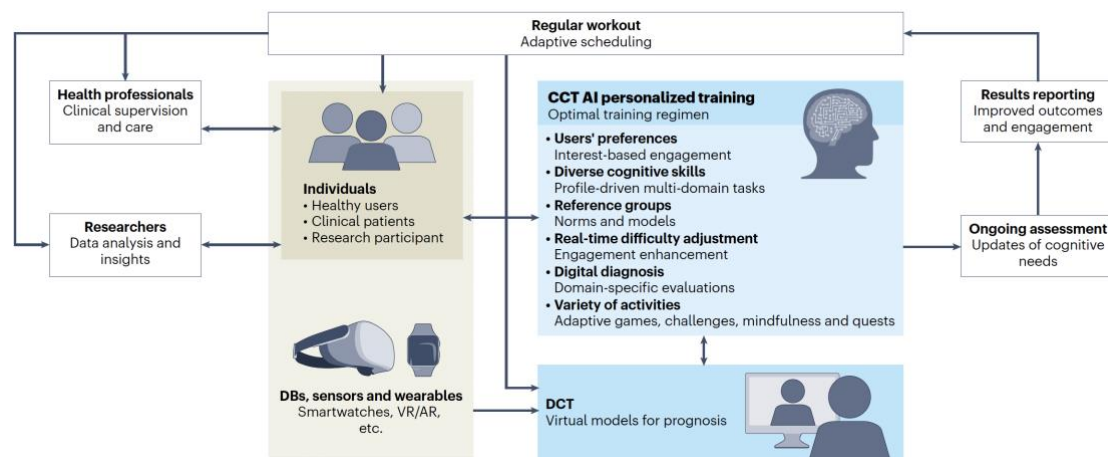 Regular workout
Adaptive scheduling
Health professionals
Clinical supervision
and care
Researchers
Data analysis and
insights
Individuals
• Healthy users
• Clinical patients
• Research participant
DBs, sensors and wearables
Smartwatches, VR/AR,
etc.
CCT AI personalized training
Optimal training regimen
• Users' preferences
Interest-based engagement
• Diverse cognitive skills
Profile-driven multi-domain tasks
• Reference groups
Norms and models
• Real-time difficulty adjustment
Engagement enhancement
• Digital diagnosis
Domain-specific evaluations
• Variety of activities
Adaptive games, challenges, mindfulness and quests
DCT
Virtual models for prognosis
Results reporting
Improved outcomes
and engagement
Ongoing assessment
Updates of cognitive
needs